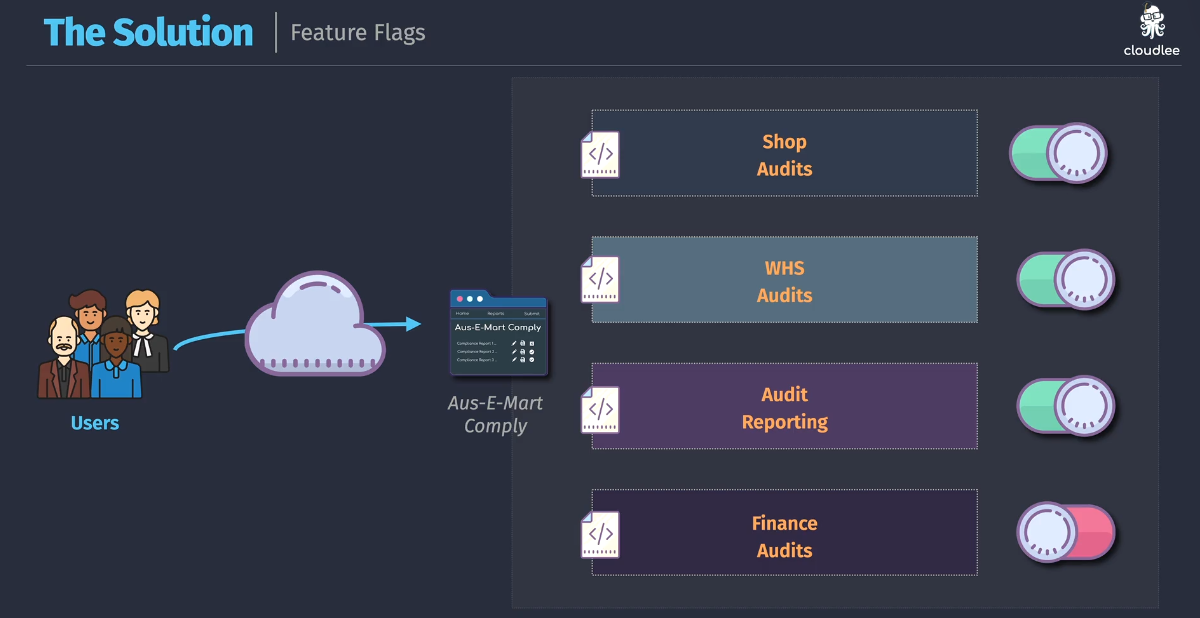 The Solution
Feature Flags
cloudlee
Shop
Audits
WHS
Audits
Home Reports Submit
Aus-E-Mart Comply
Compliance Report 1...
Compliance Report 2...
Compliance Report 3...
Aus-E-Mart
Comply
Users
Audit
Reporting
Finance
Audits